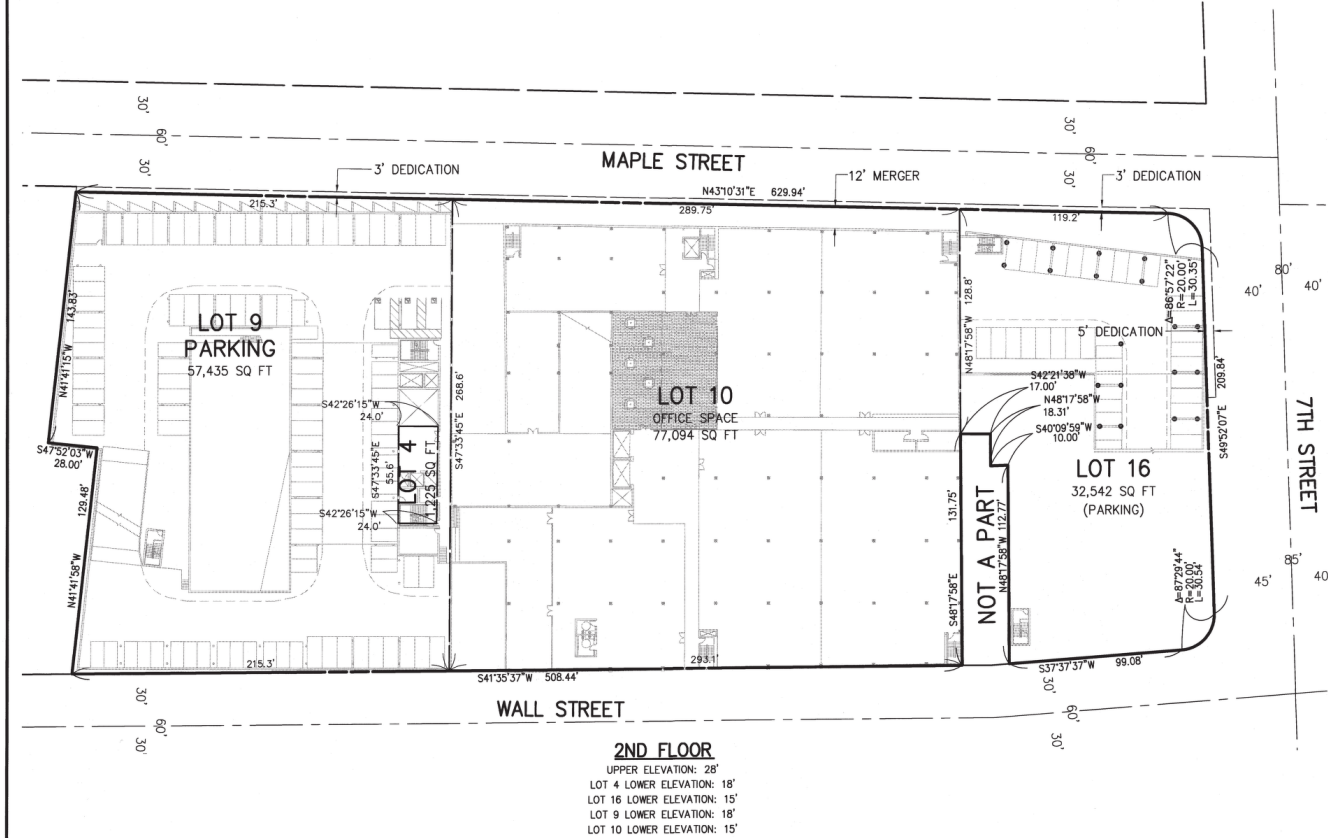 30'
60'
30'
30'
60'
30'
MAPLE STREET
3' DEDICATION
12' MERGER
3' DEDICATION
N43°10'31"E 629.94'
215.3'
289.75'
119.2'
Δ=86°57'22"
R=20.00'
L=30.35'
80'
40'
40'
5' DEDICATION
209.84'
S49°52'07"E
7TH STREET
N41°41'15"W 143.83'
LOT 9
PARKING
57,435 SQ FT
S42°26'15"W
24.0'
S47°33'45"E
55.6'
LOT 4
1,225 SQ FT
S42°26'15"W
24.0'
S47°33'45"E 268.6'
LOT 10
OFFICE SPACE
77,094 SQ FT
N48°17'58"W 128.8'
S42°21'38"W
17.00'
N48°17'58"W
18.31'
S40°09'59"W
10.00'
LOT 16
32,542 SQ FT
(PARKING)
S47°52'03"W
28.00'
N41°41'58"W 129.48'
S48°17'58"E 131.75'
NOT A PART
N48°17'58"W 112.77'
Δ=87°29'44"
R=20.00'
L=30.54'
45'
85'
40
215.3'
293.1'
S41°35'37"W 508.44'
S37°37'37"W 99.08'
30'
60'
30'
30'
60'
30'
WALL STREET
2ND FLOOR
UPPER ELEVATION: 28'
LOT 4 LOWER ELEVATION: 18'
LOT 16 LOWER ELEVATION: 15'
LOT 9 LOWER ELEVATION: 18'
LOT 10 LOWER ELEVATION: 15'